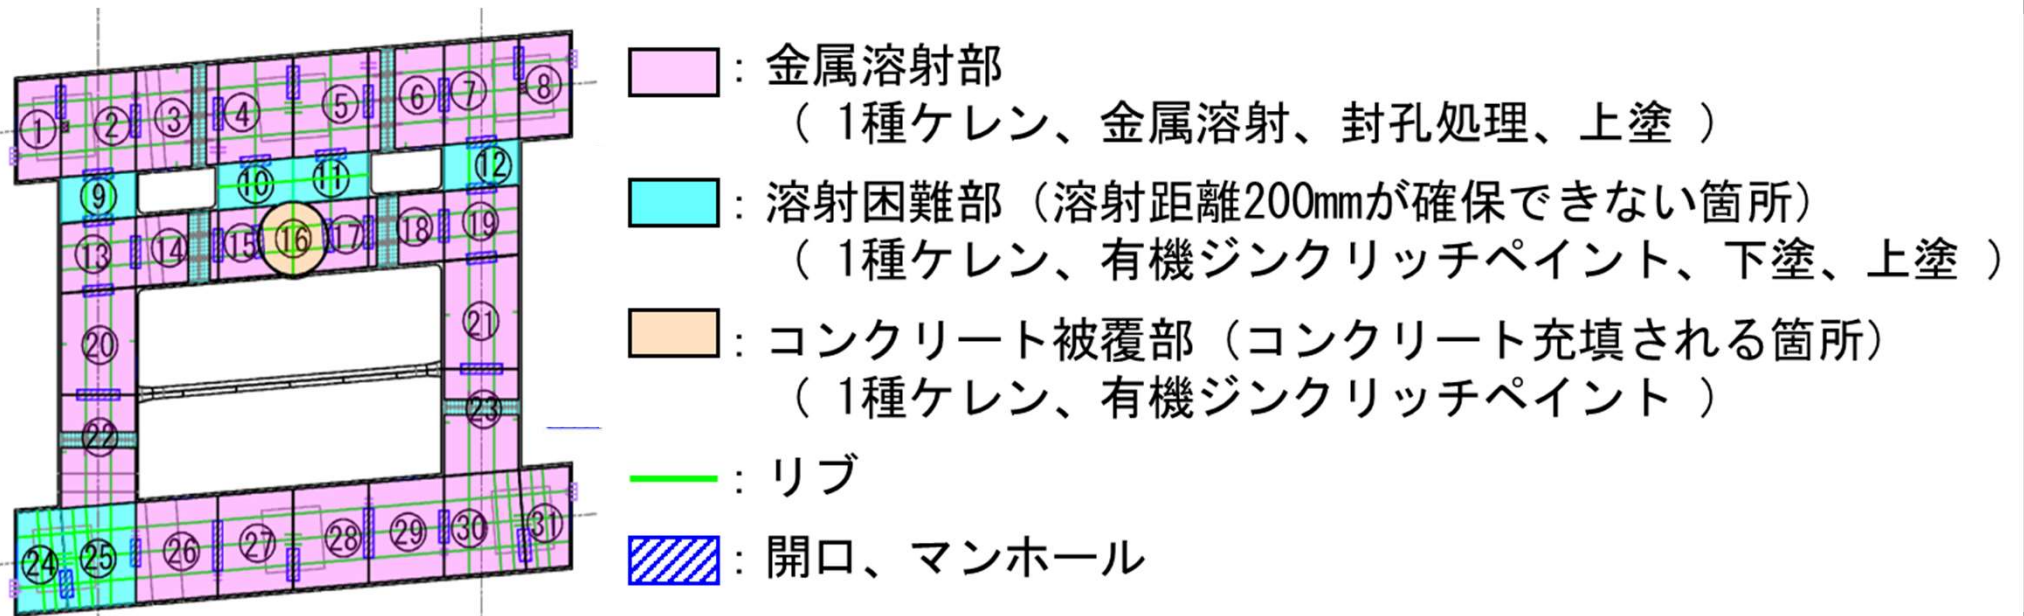 ① ② ③ ④ ⑤ ⑥ ⑦ ⑧
⑨ ⑩ ⑪ ⑫
⑬ ⑭ ⑮ ⑯ ⑰ ⑱ ⑲
⑳ ㉑
㉒ ㉓
㉔ ㉕ ㉖ ㉗ ㉘ ㉙ ㉚ ㉛
：金属溶射部
（ 1種ケレン、金属溶射、封孔処理、上塗 ）
：溶射困難部（溶射距離200mmが確保できない箇所）
（ 1種ケレン、有機ジンクリッチペイント、下塗、上塗 ）
：コンクリート被覆部（コンクリート充填される箇所）
（ 1種ケレン、有機ジンクリッチペイント ）
：リブ
：開口、マンホール